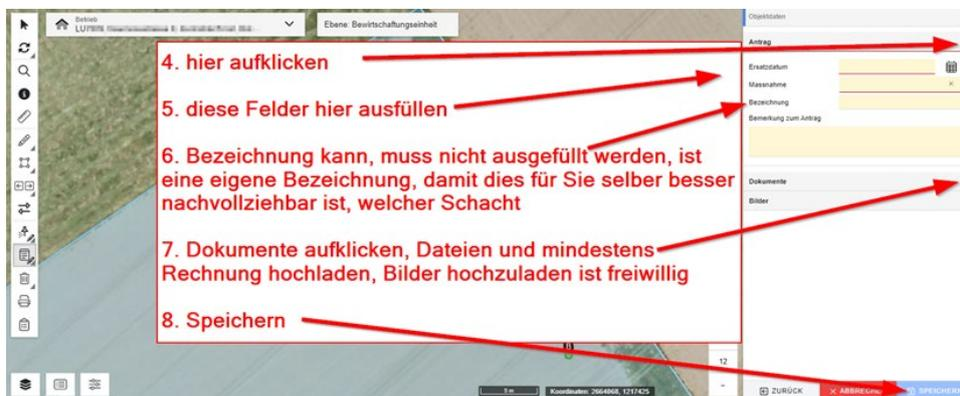 Betrieb
Ebene: Bewirtschaftungseinheit
Objektdaten
Antrag
Ersatzdatum
Massnahme
Bezeichnung
Bemerkung zum Antrag
Dokumente
Bilder
4. hier aufklicken
5. diese Felder hier ausfüllen
6. Bezeichnung kann, muss nicht ausgefüllt werden, ist
eine eigene Bezeichnung, damit dies für Sie selber besser
nachvollziehbar ist, welcher Schacht
7. Dokumente aufklicken, Dateien und mindestens
Rechnung hochladen, Bilder hochzuladen ist freiwillig
8. Speichern
12
5 m
Koordinaten: 2664868, 1217425
ZURÜCK
SPEICHERN